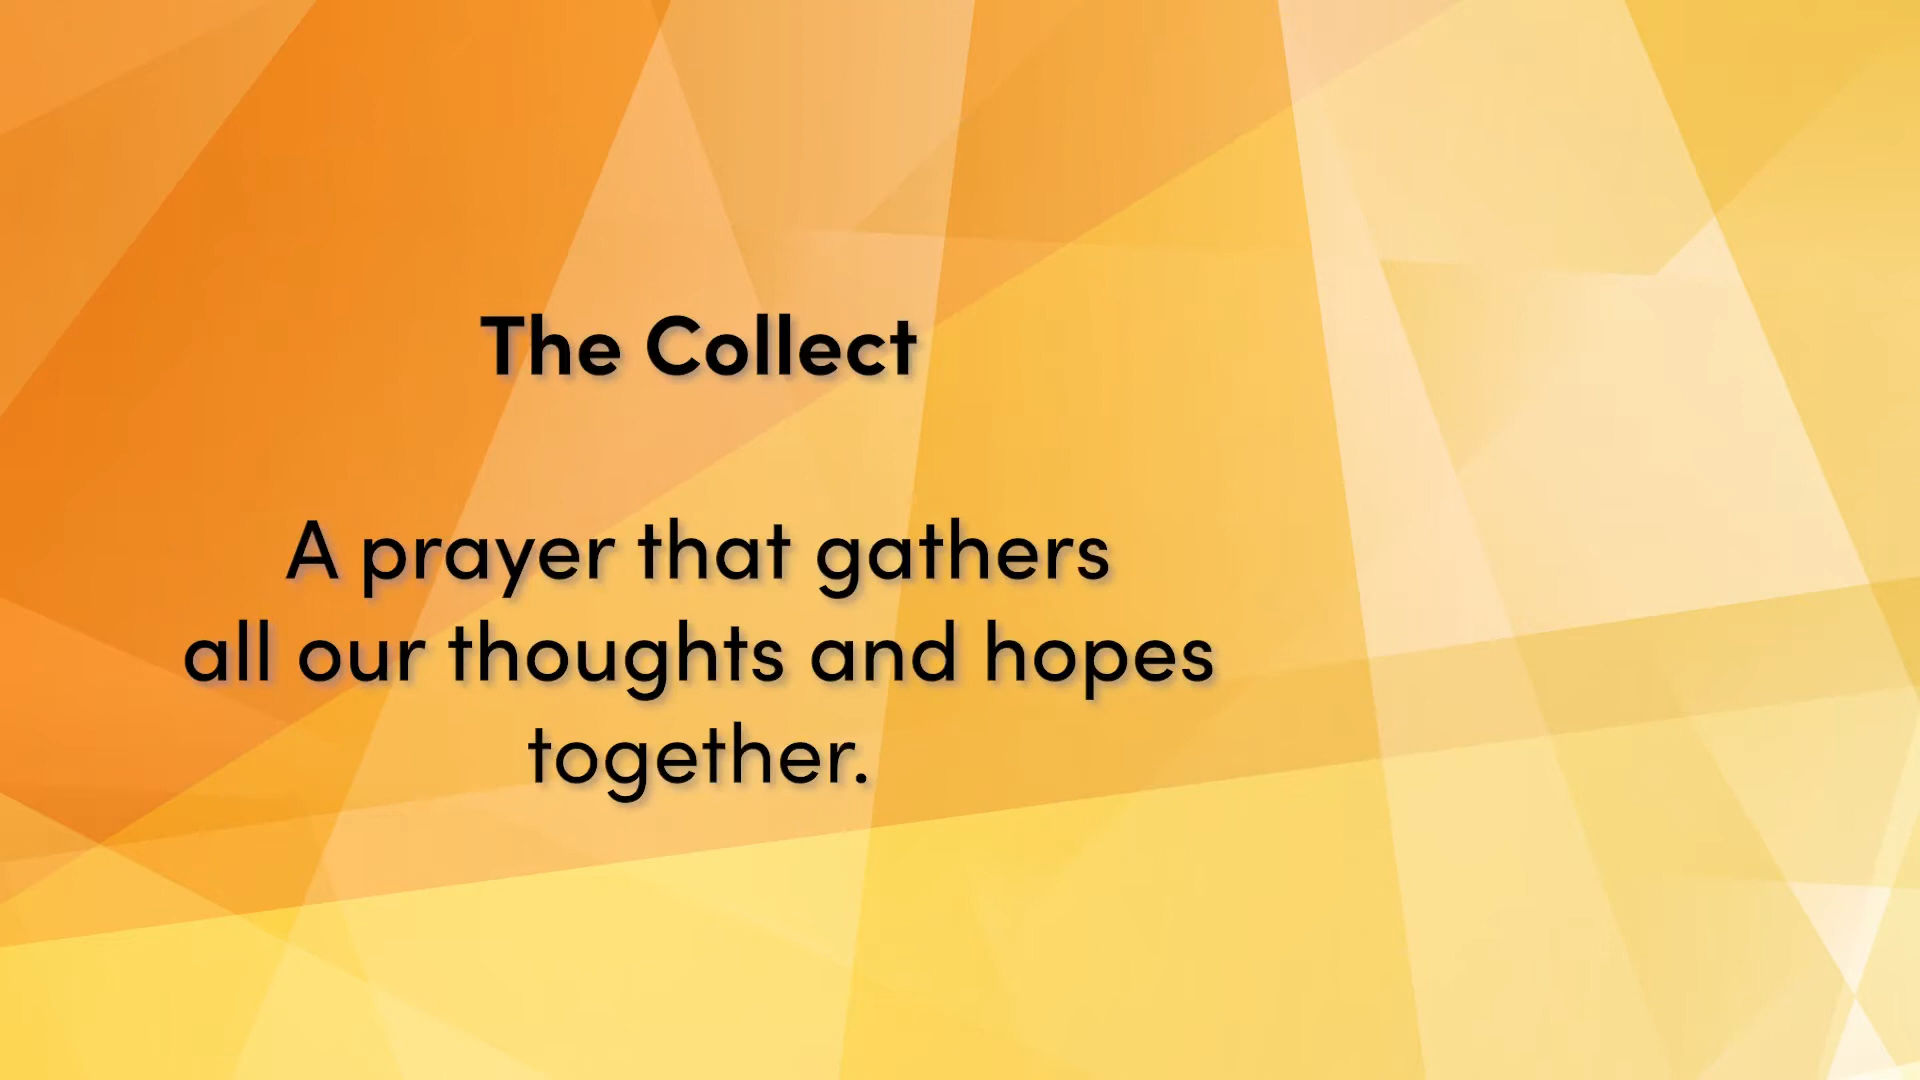 The Collect
A prayer that gathers
all our thoughts and hopes
together.